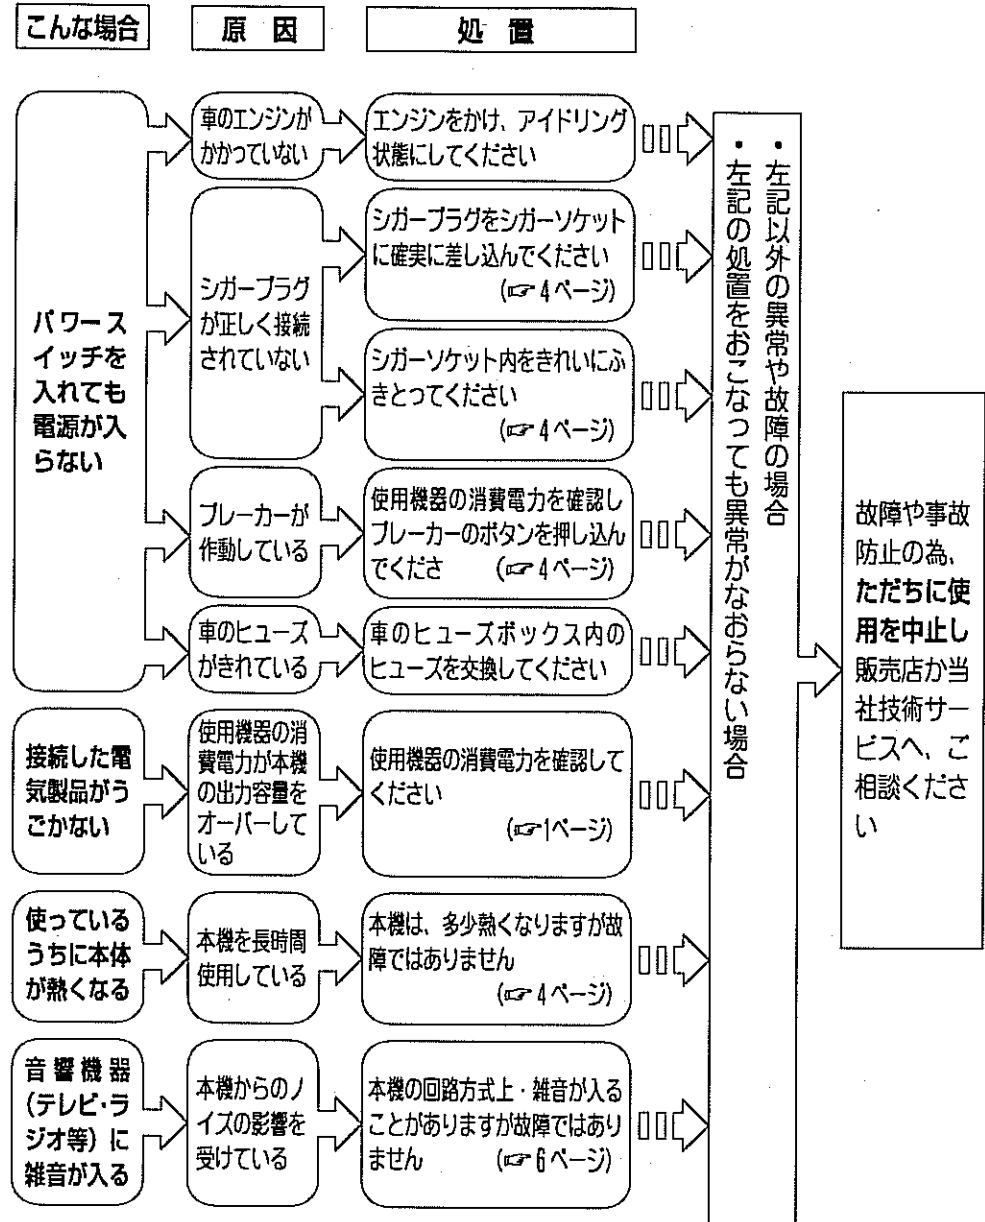 こんな場合
原 因
処 置
パワース
イッチを
入れても
電源が入
らない
車のエンジンが
かかっていない
エンジンをかけ、アイドリング
状態にしてください
シガープラグ
が正しく接続
されていない
シガープラグをシガーソケット
に確実に差し込んでください
(☞4ページ)
シガーソケット内をきれいにふ
きとってください
(☞4ページ)
ブレーカーが
作動している
使用機器の消費電力を確認し
ブレーカーのボタンを押し込ん
でくださ (☞4ページ)
車のヒューズ
がきれている
車のヒューズボックス内の
ヒューズを交換してください
接続した電
気製品がう
ごかない
使用機器の消
費電力が本機
の出力容量を
オーバーして
いる
使用機器の消費電力を確認して
ください
(☞1ページ)
使っている
うちに本体
が熱くなる
本機を長時間
使用している
本機は、多少熱くなりますが故
障ではありません
(☞4ページ)
音響機器
(テレビ・ラ
ジオ等)に
雑音が入る
本機からのノ
イズの影響を
受けている
本機の回路方式上・雑音が入る
ことがありますが故障ではあり
ません (☞6ページ)
・左記以外の異常や故障の場合
・左記の処置をおこなっても異常がなおらない場合
故障や事故
防止の為、
ただちに使
用を中止し
販売店か当
社技術サー
ビスへ、ご
相談くださ
い